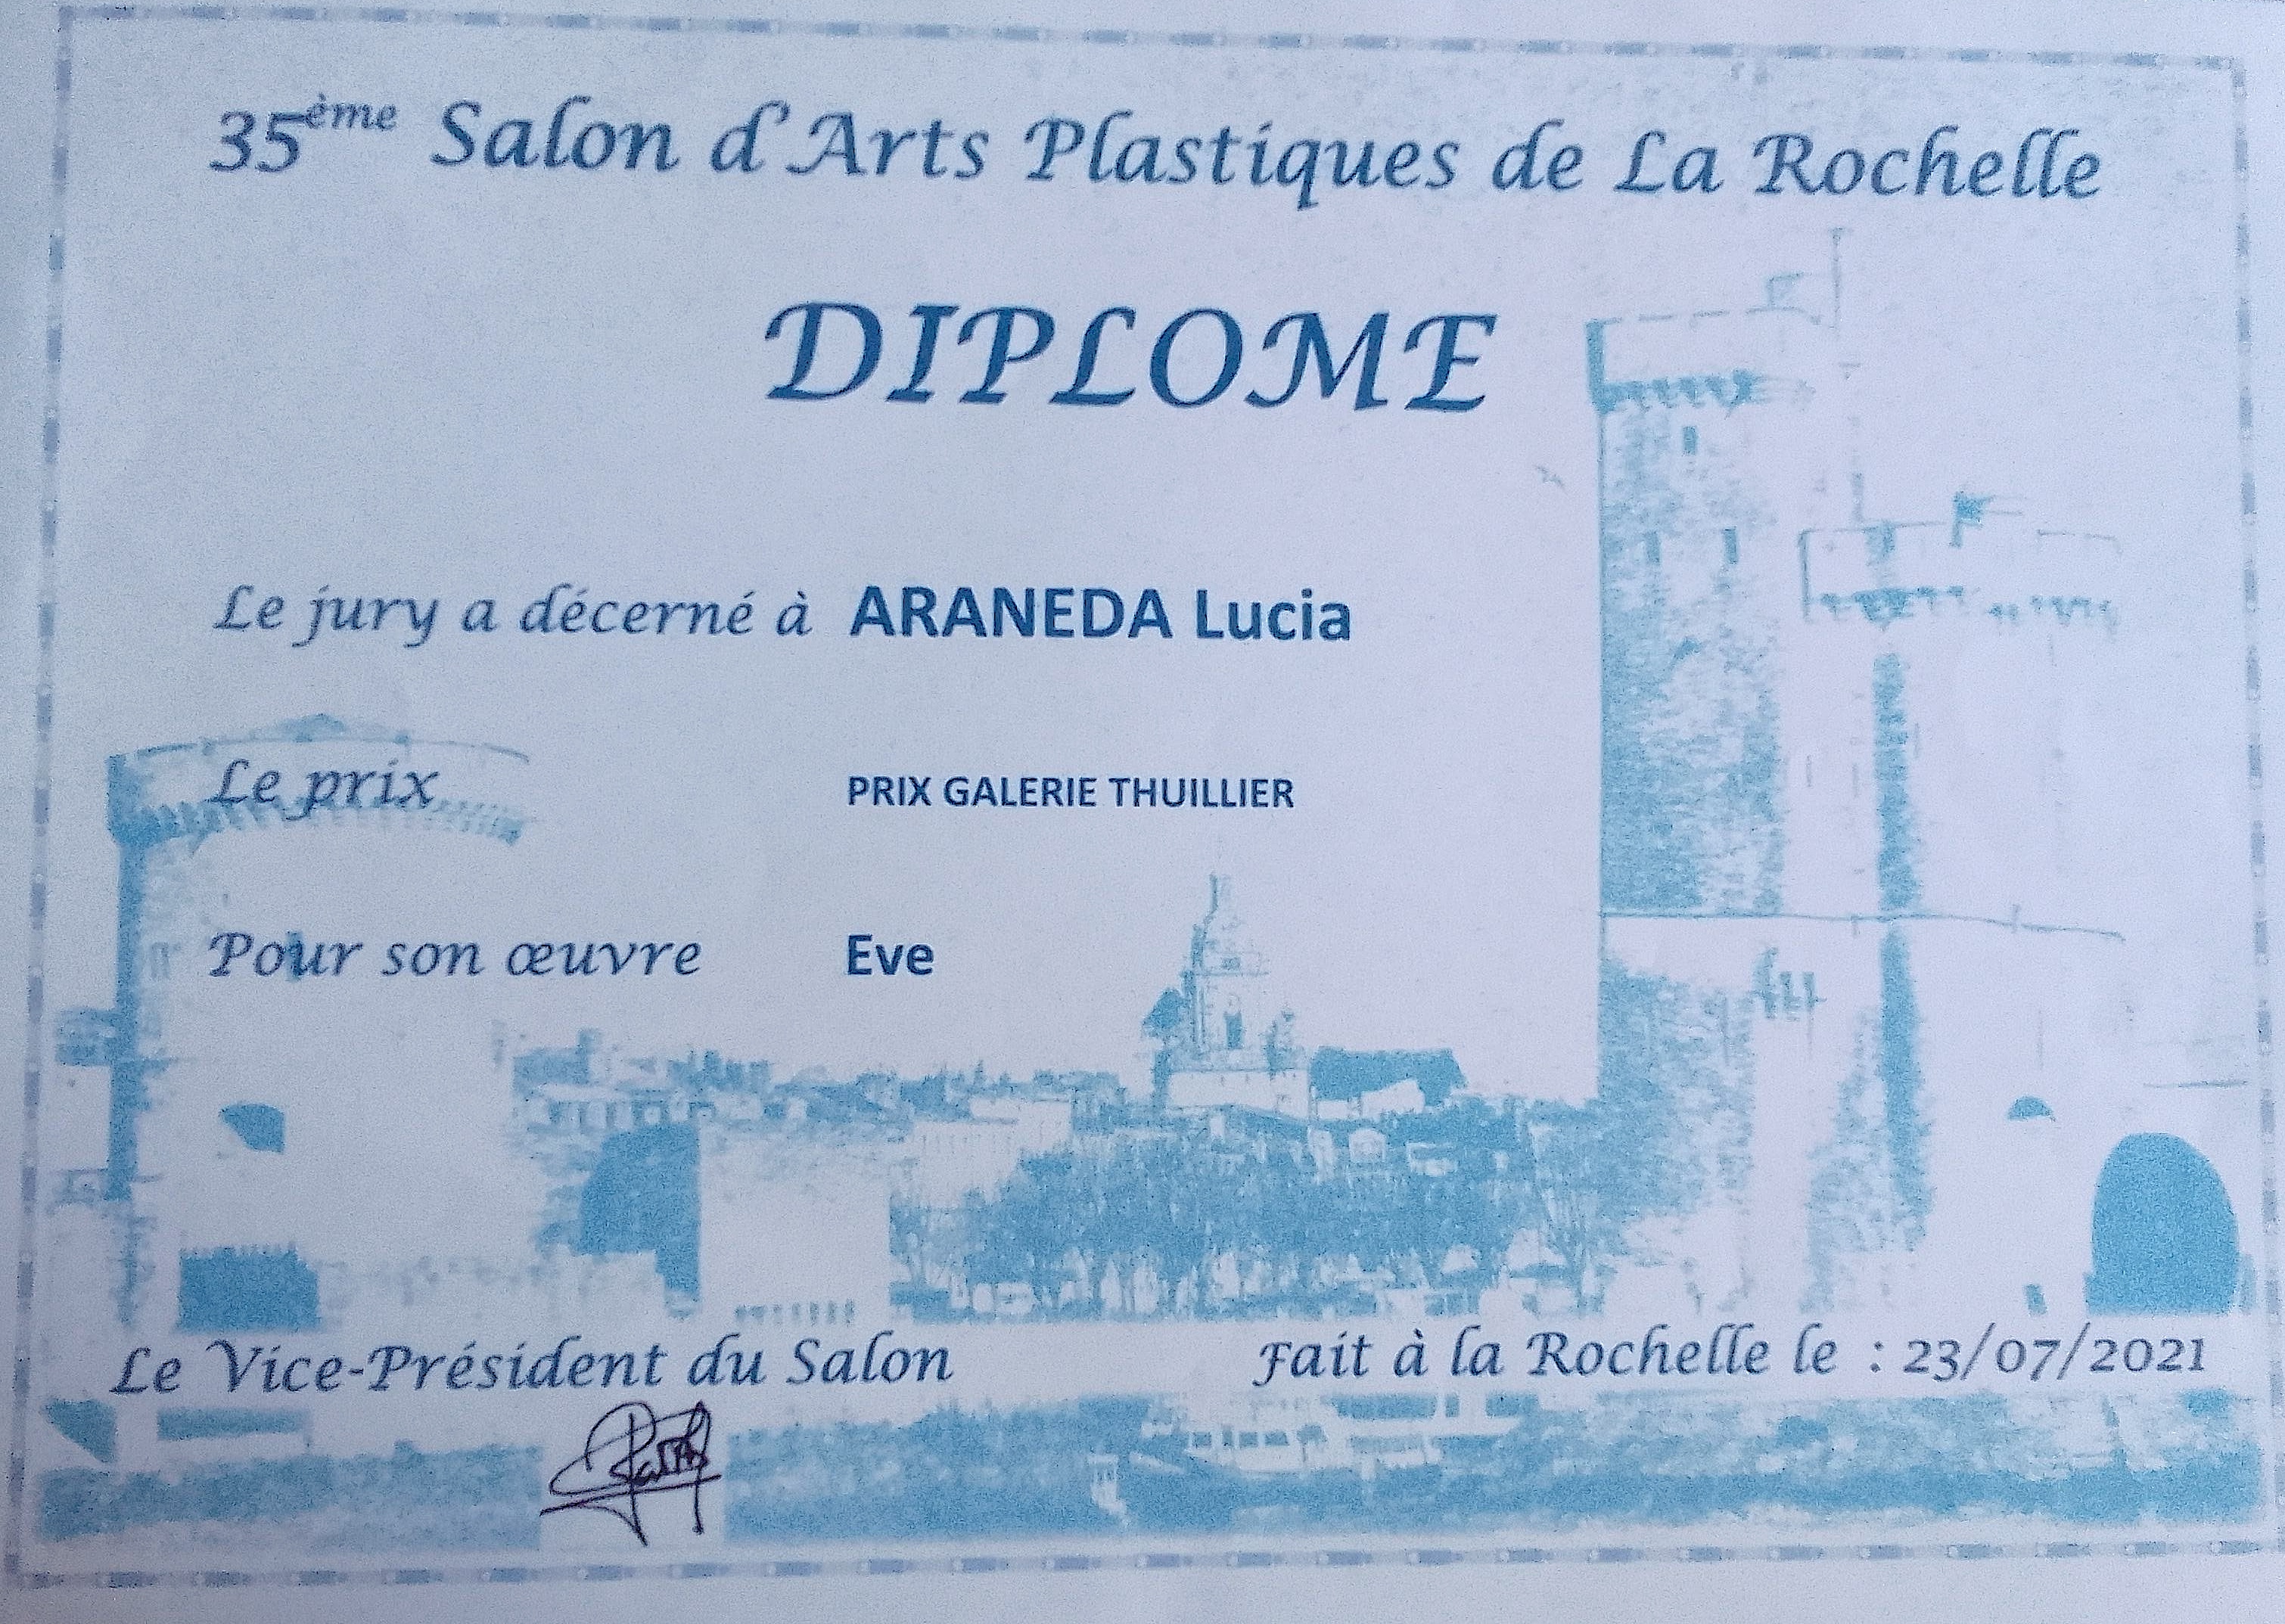 35ème Salon d'Arts Plastiques de La Rochelle
DIPLOME
Le jury a décerné à ARANEDA Lucia
Le prix PRIX GALERIE THUILLIER
Pour son œuvre Eve
Le Vice-Président du Salon Fait à la Rochelle le : 23/07/2021